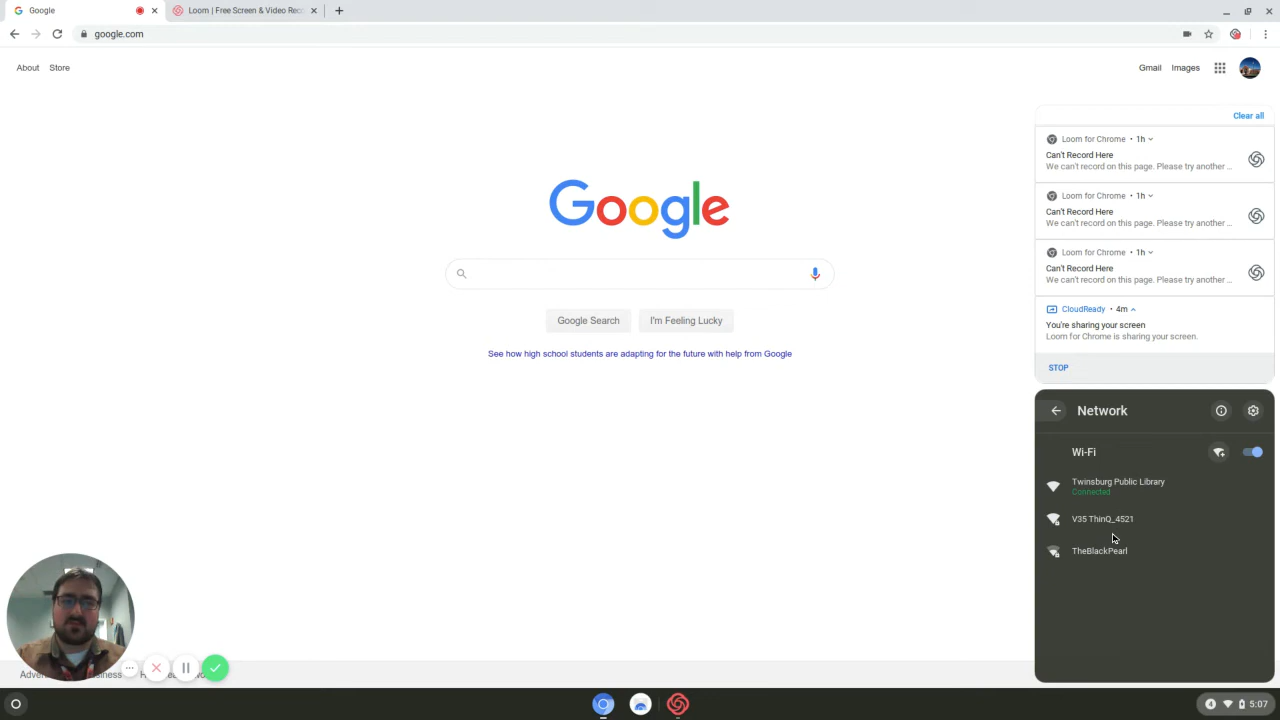 Google
Loom | Free Screen & Video Rec
google.com
About
Store
Gmail
Images
Google
Google Search
I'm Feeling Lucky
See how high school students are adapting for the future with help from Google
Clear all
Loom for Chrome • 1h
Can't Record Here
We can't record on this page. Please try another ...
Loom for Chrome • 1h
Can't Record Here
We can't record on this page. Please try another ...
Loom for Chrome • 1h
Can't Record Here
We can't record on this page. Please try another ...
CloudReady • 4m
You're sharing your screen
Loom for Chrome is sharing your screen.
STOP
Network
Wi-Fi
Twinsburg Public Library
Connected
V35 ThinQ_4521
TheBlackPearl
4
5:07